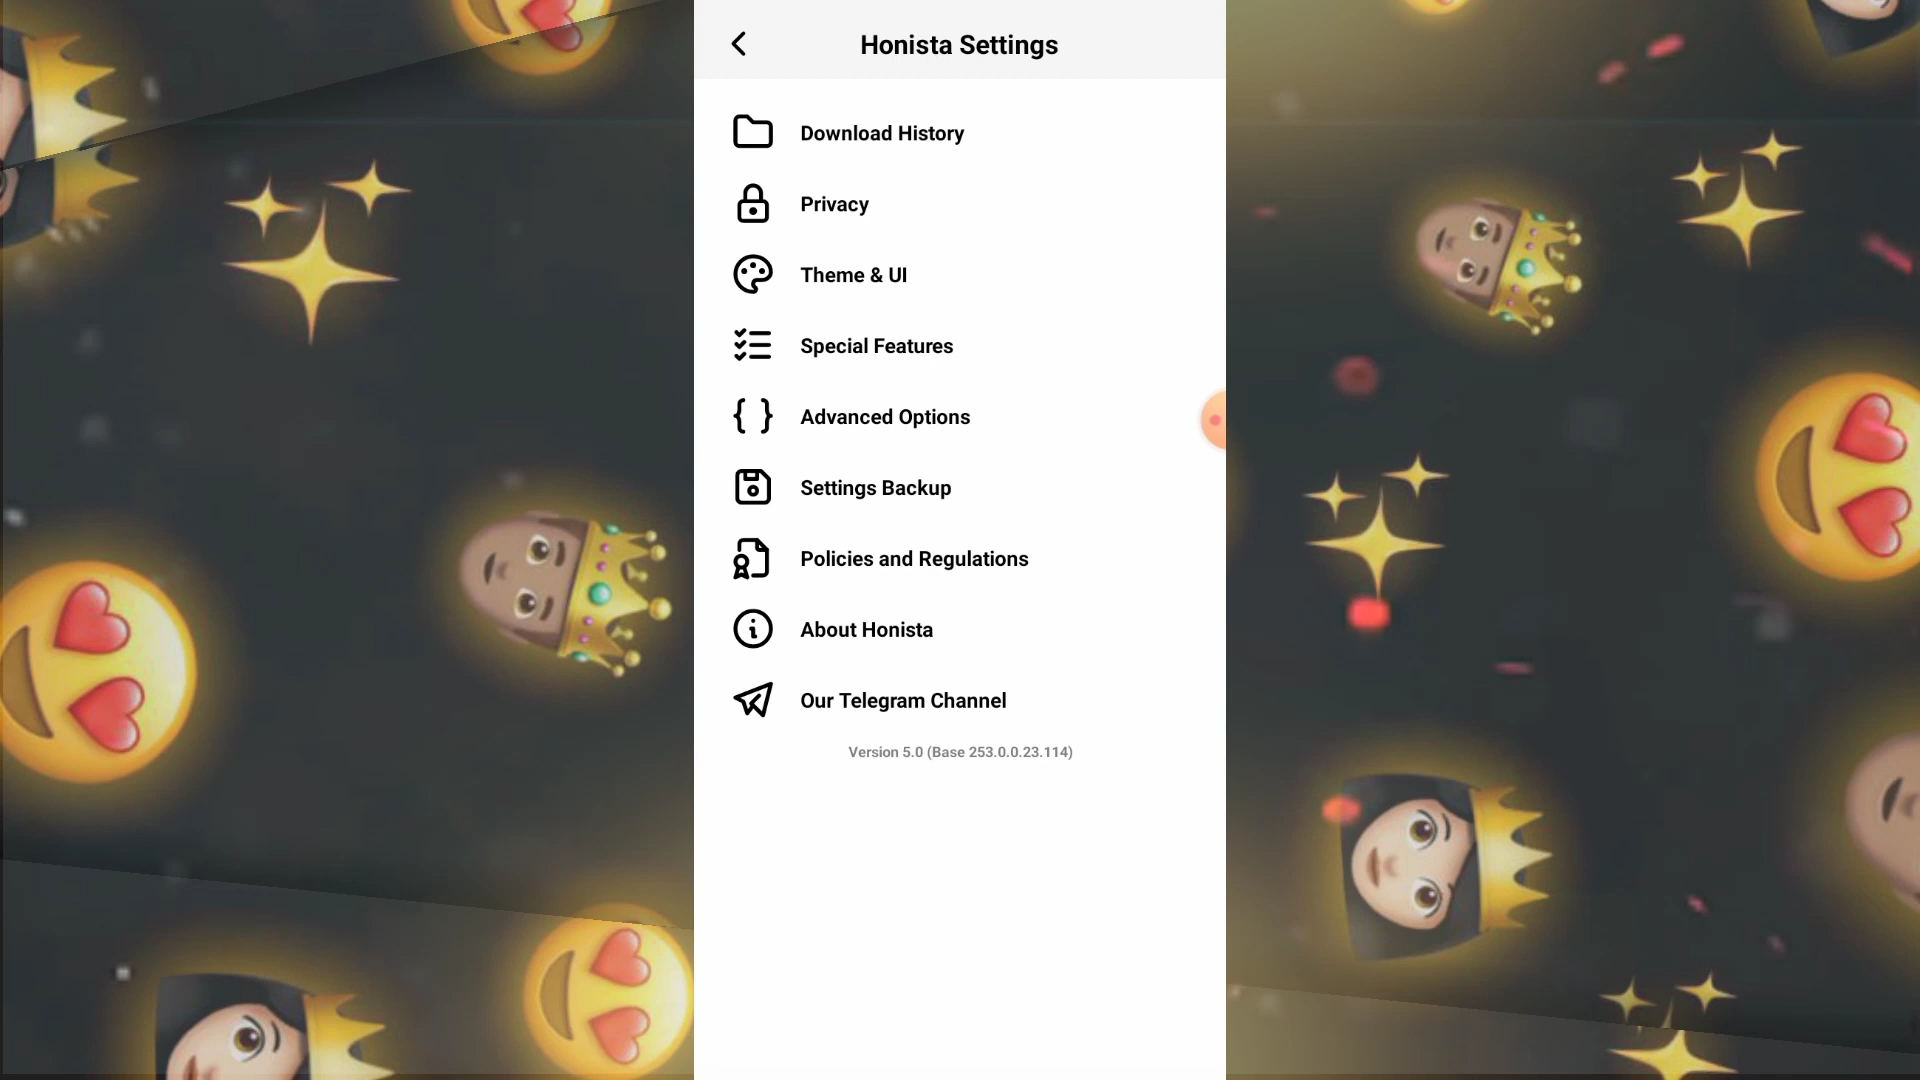 Honista Settings
Download History
Privacy
Theme & UI
Special Features
Advanced Options
Settings Backup
Policies and Regulations
About Honista
Our Telegram Channel
Version 5.0 (Base 253.0.0.23.114)